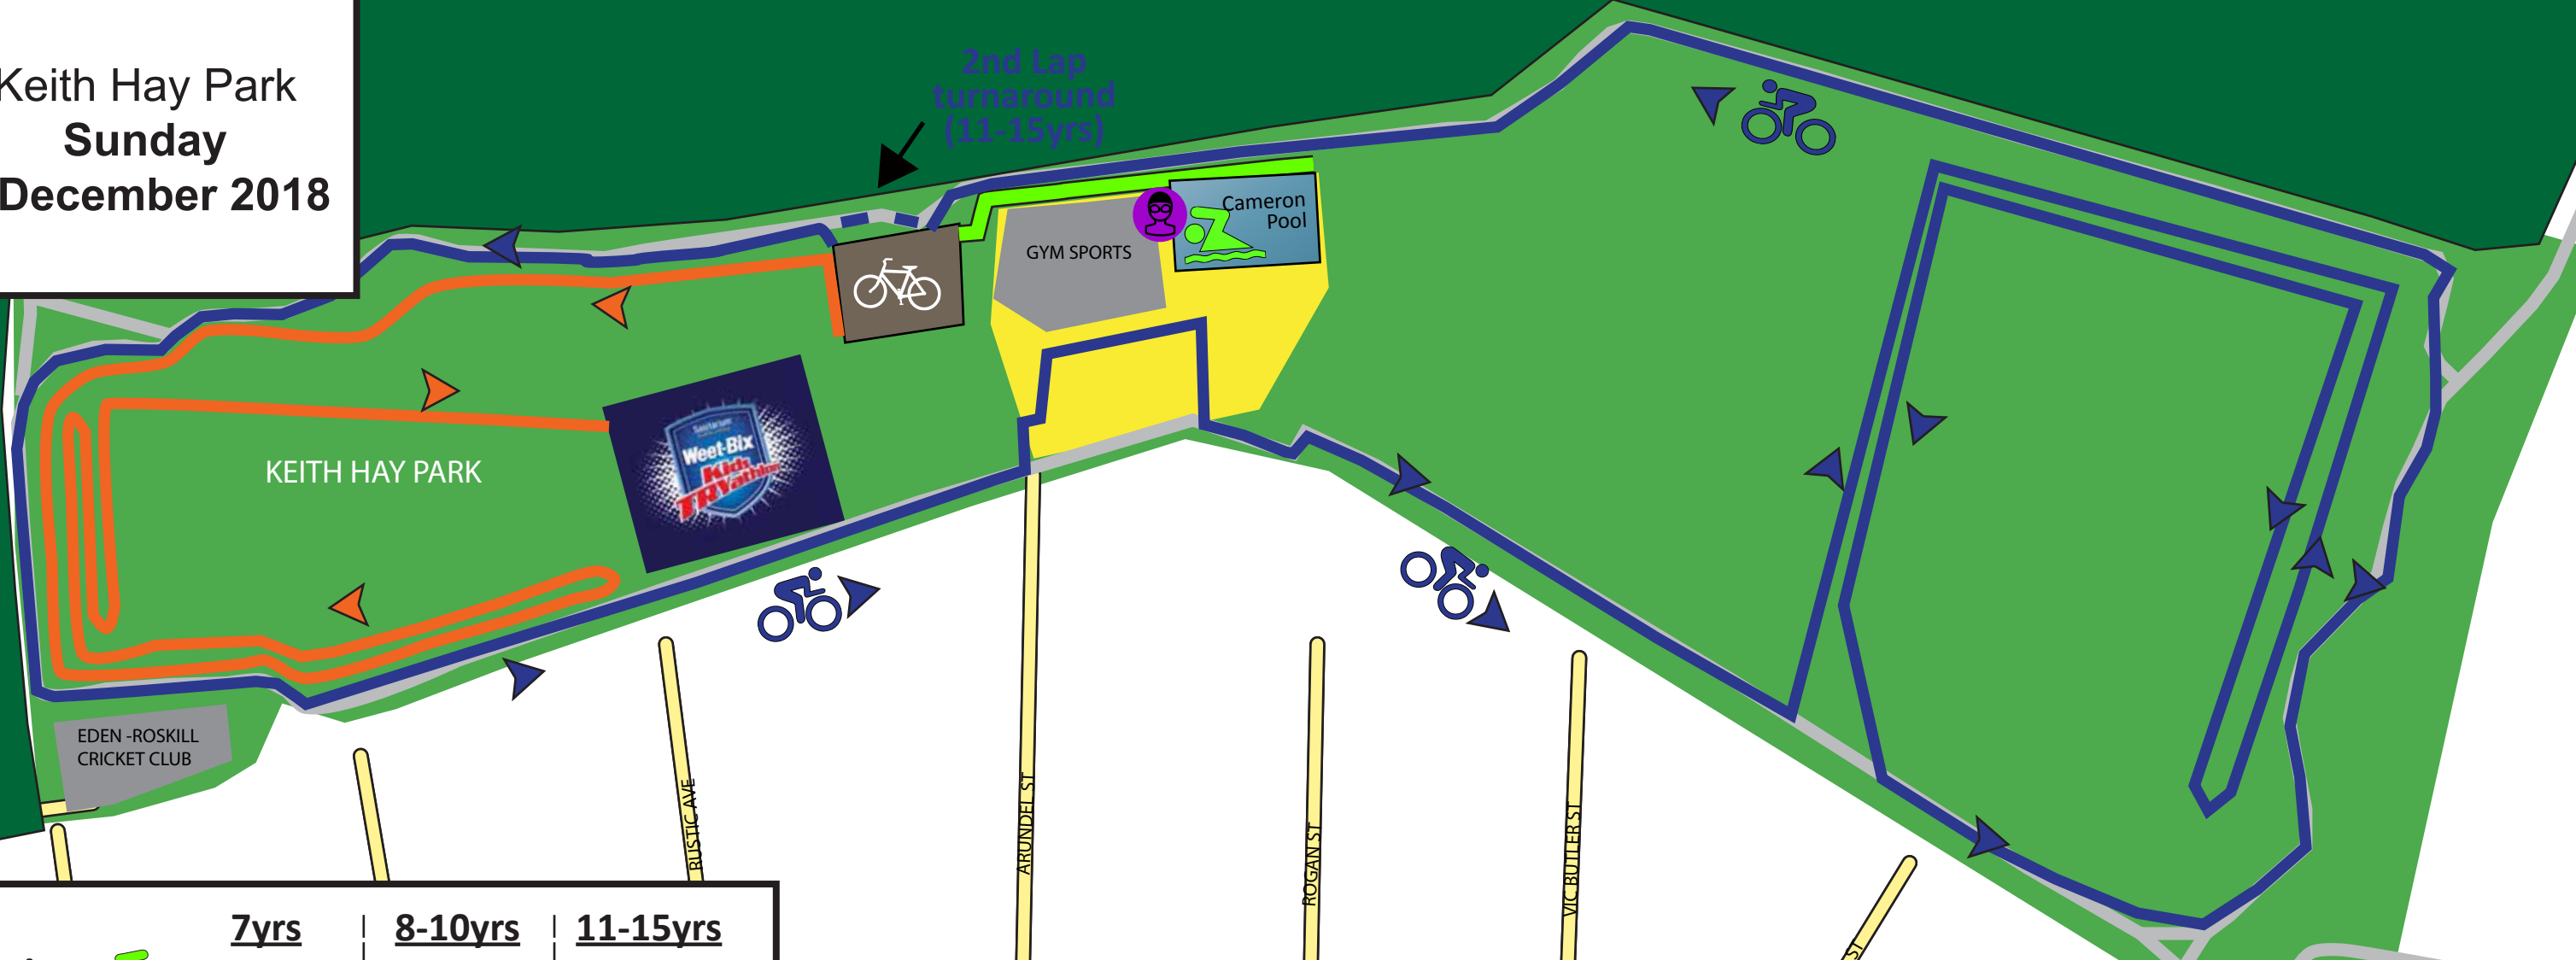 Keith Hay Park
Sunday
December 2018
2nd Lap
turnaround
(11-15yrs)
Cameron
Pool
GYM SPORTS
KEITH HAY PARK
Sanitarium
Weet-Bix
Kids
TRYathlon
EDEN -ROSKILL
CRICKET CLUB
RUSTIC AVE
ARUNDEL ST
ROGAN ST
VIC BUTLER ST
ST
7yrs
8-10yrs
11-15yrs